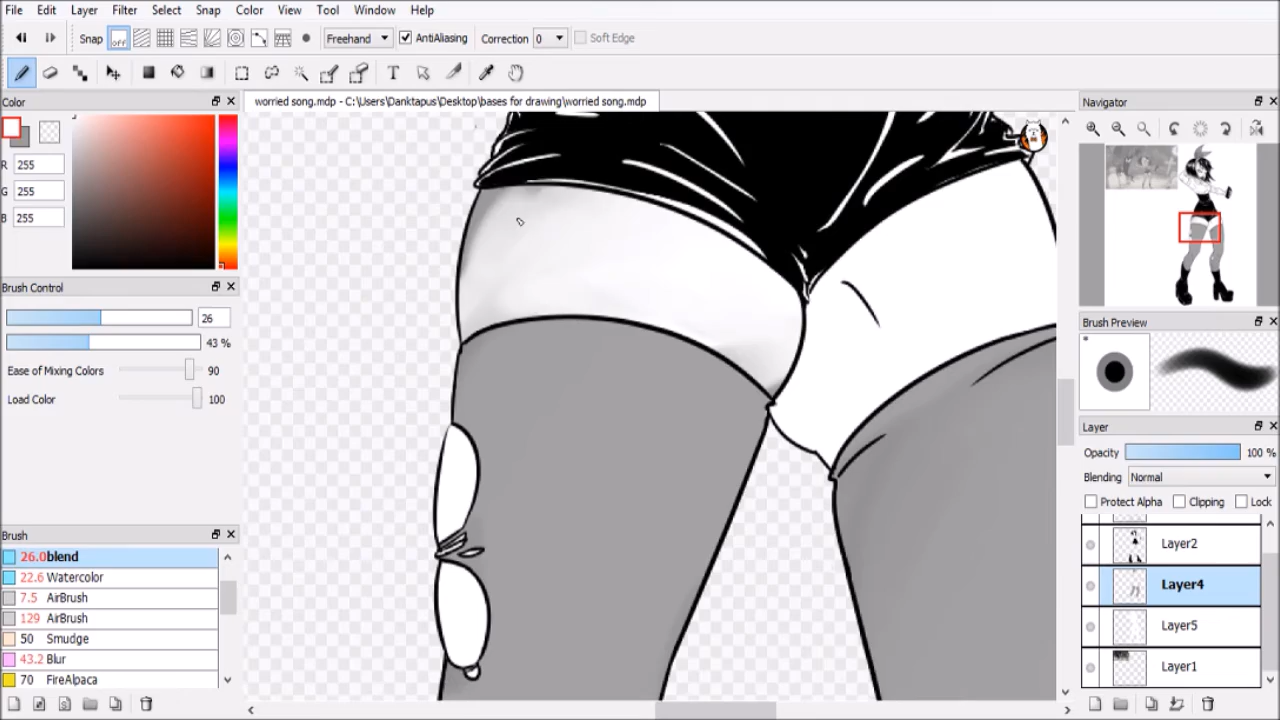 File Edit Layer Filter Select Snap Color View Tool Window Help
Snap off Freehand AntiAliasing Correction 0 Soft Edge
Color
worried song.mdp - C:\Users\Danktapus\Desktop\bases for drawing\worried song.mdp
Navigator
R 255
G 255
B 255
Brush Control
26
43 %
Ease of Mixing Colors 90
Load Color 100
Brush Preview
Layer
Opacity 100 %
Blending Normal
Protect Alpha Clipping Lock
Brush
26.0 blend
22.6 Watercolor
7.5 AirBrush
129 AirBrush
50 Smudge
43.2 Blur
70 FireAlpaca
Layer2
Layer4
Layer5
Layer1